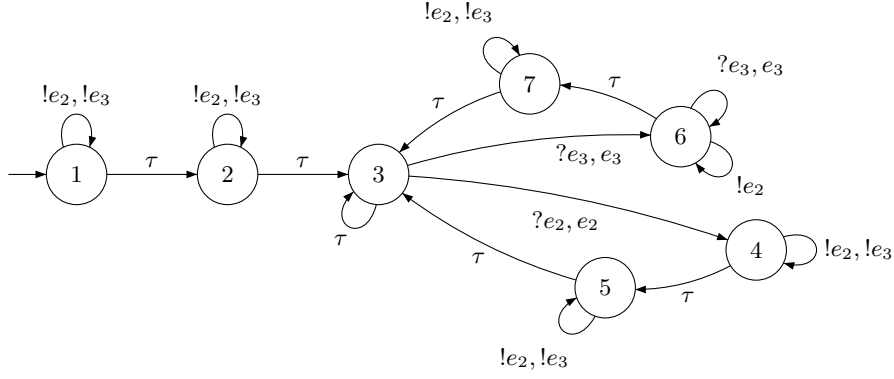 !e₂, !e₃
7
τ
?e₃, e₃
!e₂, !e₃
!e₂, !e₃
τ
6
?e₃, e₃
1
τ
2
τ
3
!e₂
τ
?e₂, e₂
4
!e₂, !e₃
τ
5
τ
!e₂, !e₃